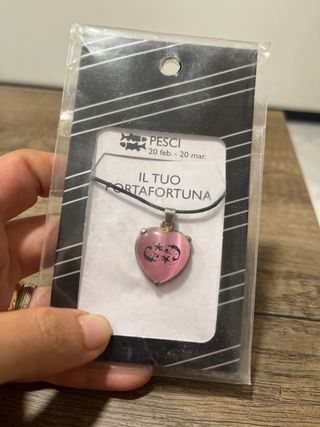 PESCI
20 feb. - 20 mar.
IL TUO
PORTAFORTUNA